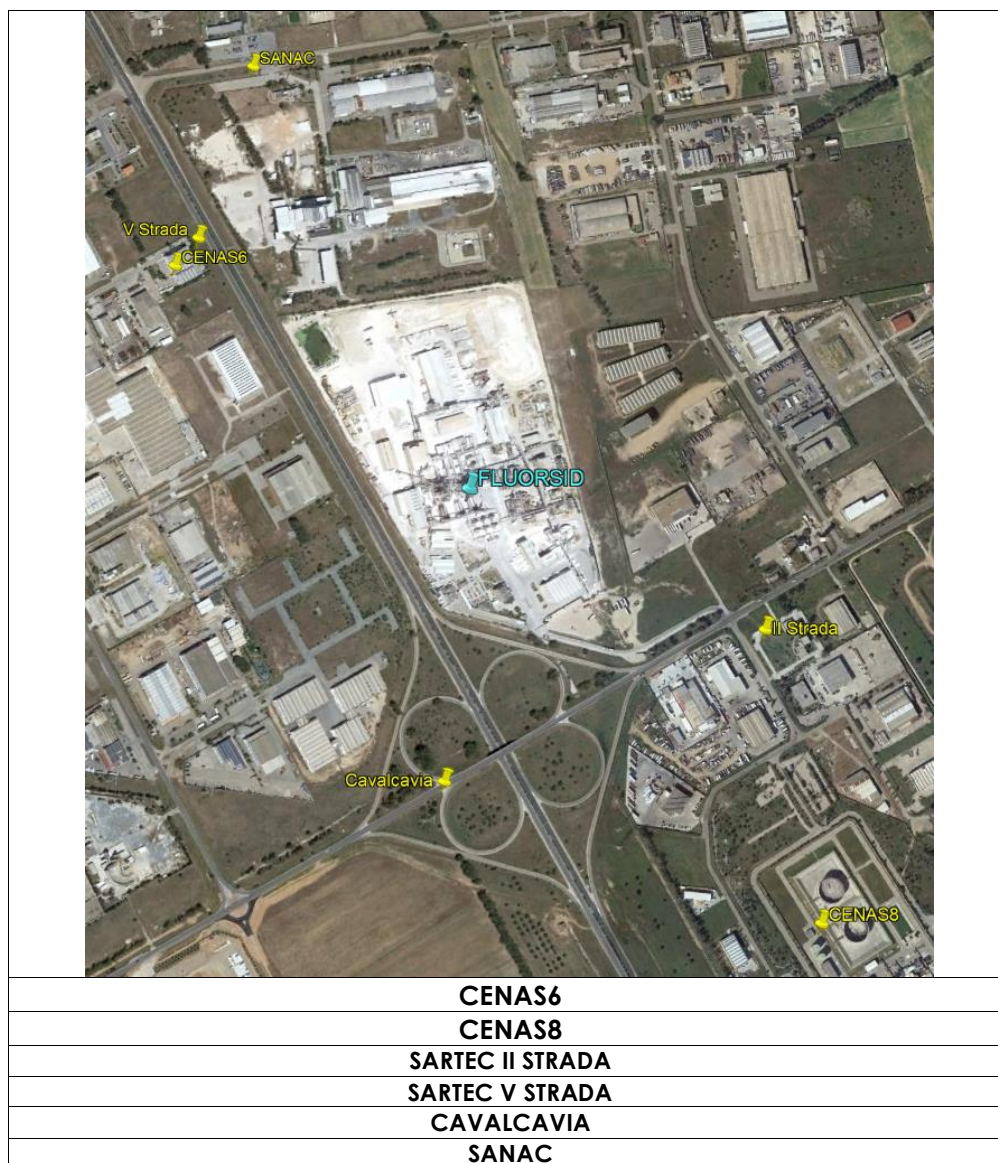 SANAC
V Strada
CENAS6
FLUORSID
II Strada
Cavalcavia
CENAS8
CENAS6
CENAS8
SARTEC II STRADA
SARTEC V STRADA
CAVALCAVIA
SANAC